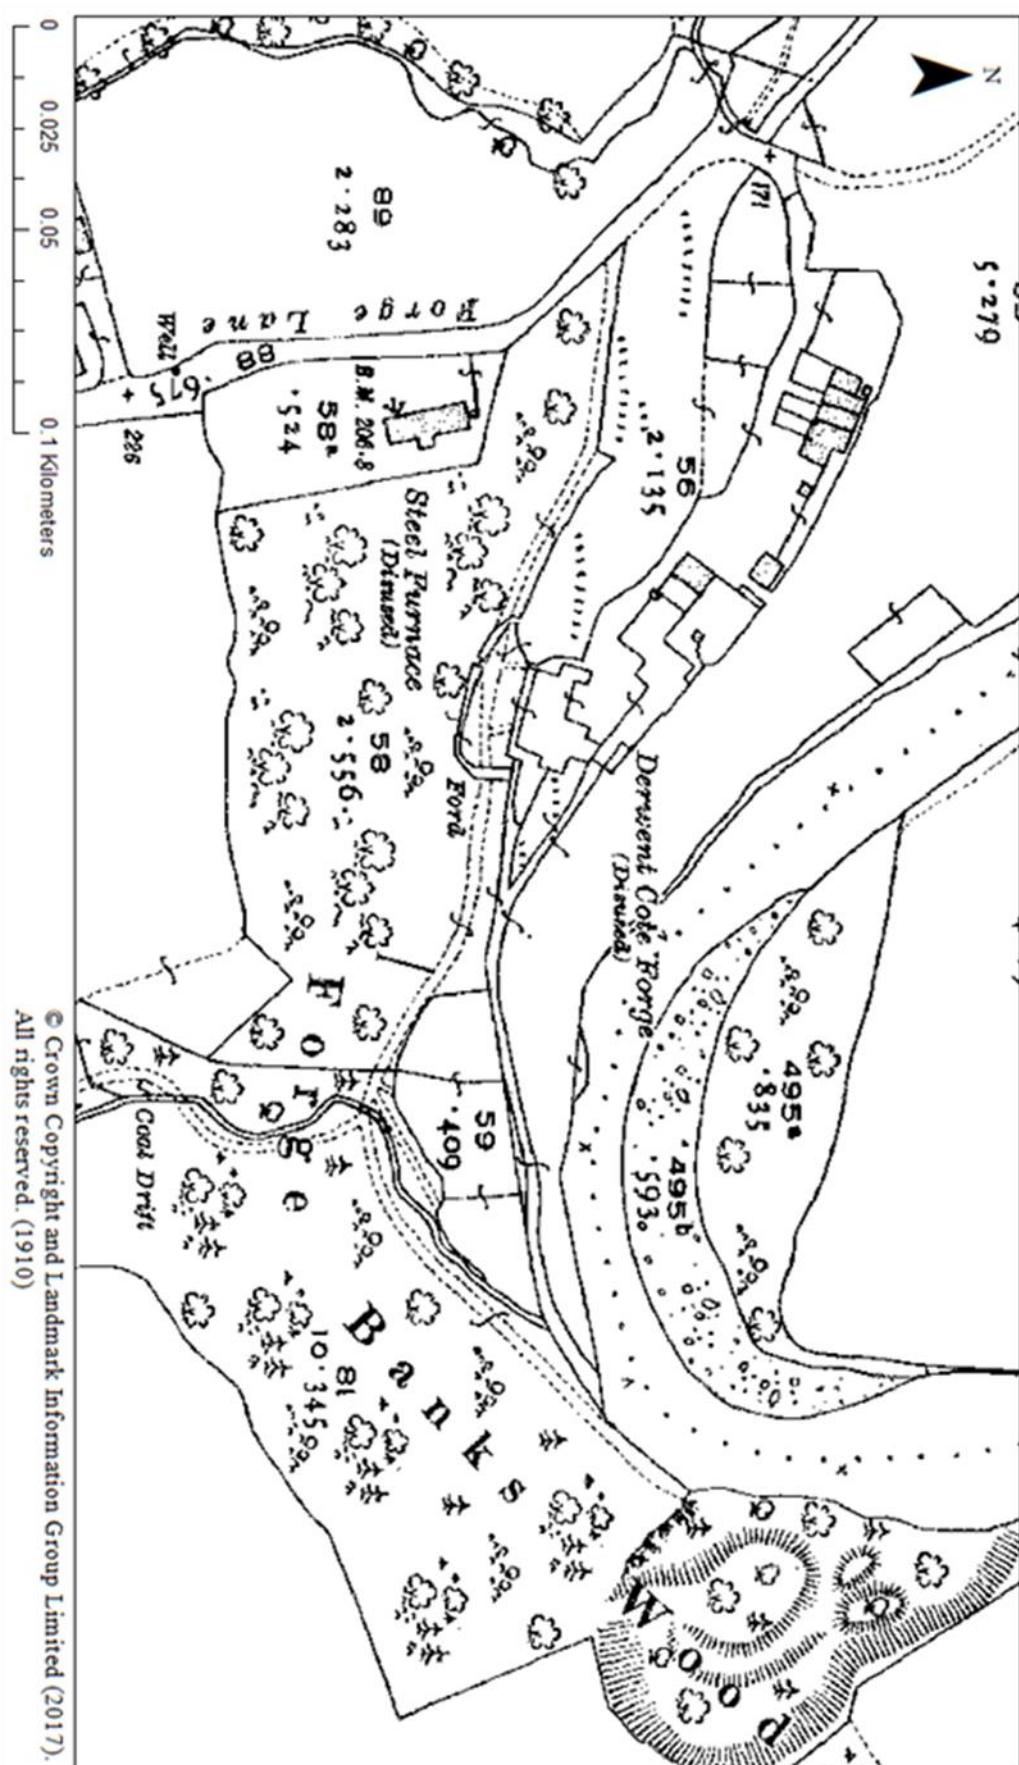 N
5·279
171
89
2·283
Forge Lane
Well
88
·675
226
B.M. 206·8
58a
·524
56
2·135
Steel Furnace
(Disused)
58
2·556
Ford
Derwent Cote Forge
(Disused)
495a
·835
495b
·593
59
·409
Coal Drift
Forge Banks Wood
81
10·345
0 0.025 0.05 0.1 Kilometers
© Crown Copyright and Landmark Information Group Limited (2017).
All rights reserved. (1910)